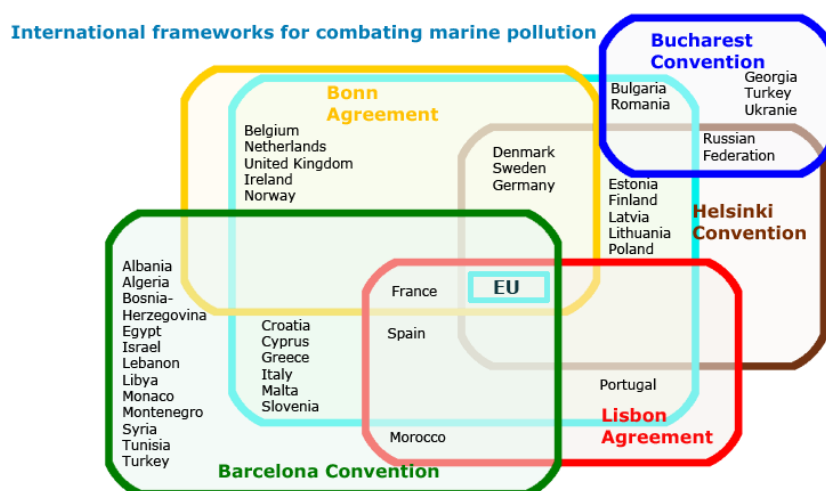 International frameworks for combating marine pollution
Bucharest
Convention
Georgia
Turkey
Ukranie
Bulgaria
Romania
Russian
Federation
Bonn
Agreement
Belgium
Netherlands
United Kingdom
Ireland
Norway
Denmark
Sweden
Germany
Estonia
Finland
Latvia
Lithuania
Poland
Helsinki
Convention
Albania
Algeria
Bosnia-
Herzegovina
Egypt
Israel
Lebanon
Libya
Monaco
Montenegro
Syria
Tunisia
Turkey
France
EU
Spain
Croatia
Cyprus
Greece
Italy
Malta
Slovenia
Portugal
Lisbon
Agreement
Morocco
Barcelona Convention